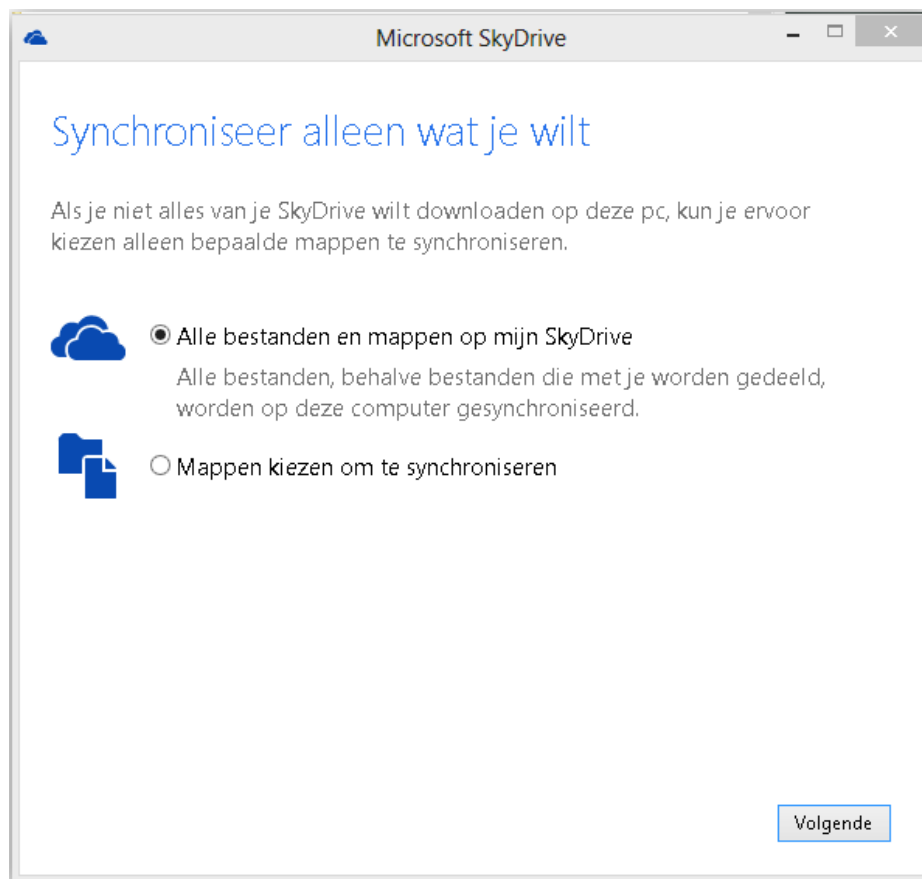 Microsoft SkyDrive
Synchroniseer alleen wat je wilt
Als je niet alles van je SkyDrive wilt downloaden op deze pc, kun je ervoor
kiezen alleen bepaalde mappen te synchroniseren.
Alle bestanden en mappen op mijn SkyDrive
Alle bestanden, behalve bestanden die met je worden gedeeld,
worden op deze computer gesynchroniseerd.
Mappen kiezen om te synchroniseren
Volgende